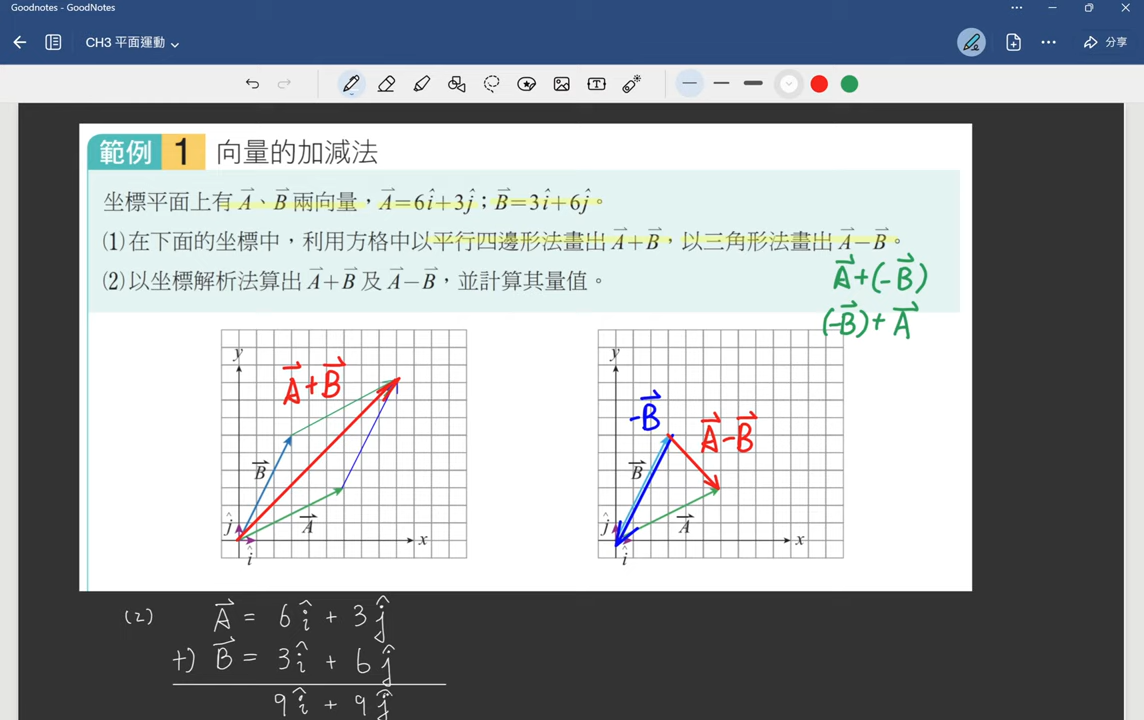 Goodnotes - GoodNotes
CH3 平面運動
分享
範例 1 向量的加減法
坐標平面上有 A⃗、B⃗ 兩向量，A⃗=6î+3ĵ；B⃗=3î+6ĵ。
(1)在下面的坐標中，利用方格中以平行四邊形法畫出 A⃗+B⃗，以三角形法畫出 A⃗−B⃗。
(2)以坐標解析法算出 A⃗+B⃗ 及 A⃗−B⃗，並計算其量值。
A⃗+(-B⃗)
(-B⃗)+A⃗
y
A⃗+B⃗
B⃗
A⃗
ĵ
î
x
y
-B⃗
A⃗-B⃗
B⃗
A⃗
ĵ
î
x
(2) A⃗ = 6î + 3ĵ
+) B⃗ = 3î + 6ĵ
9î + 9ĵ